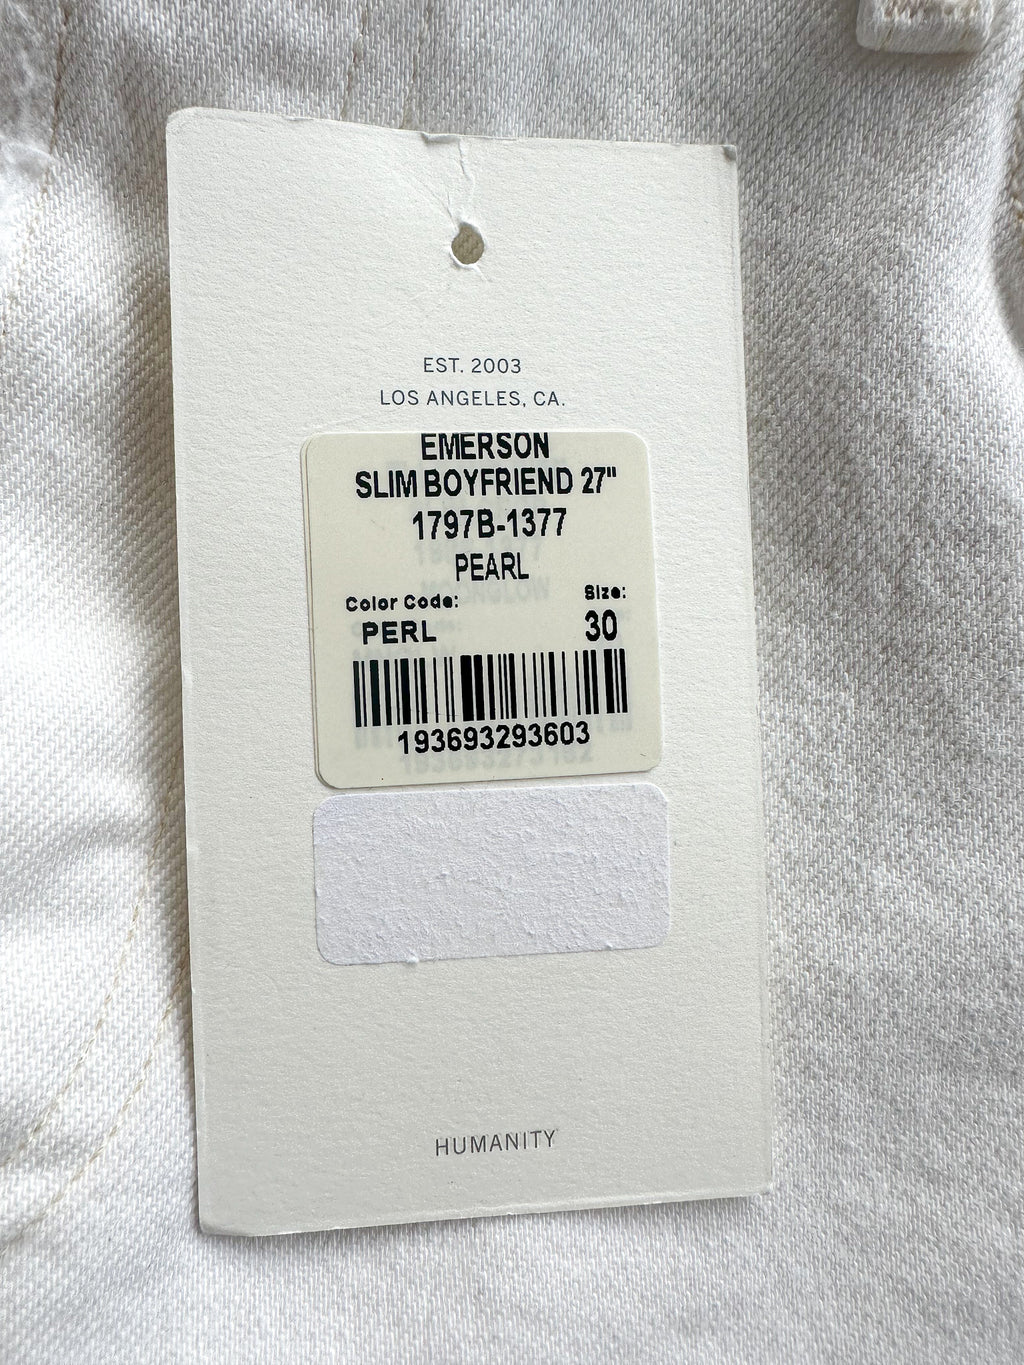 EST. 2003
LOS ANGELES, CA.
EMERSON
SLIM BOYFRIEND 27"
1797B-1377
PEARL
Color Code: Size:
PERL 30
193693293603
HUMANITY